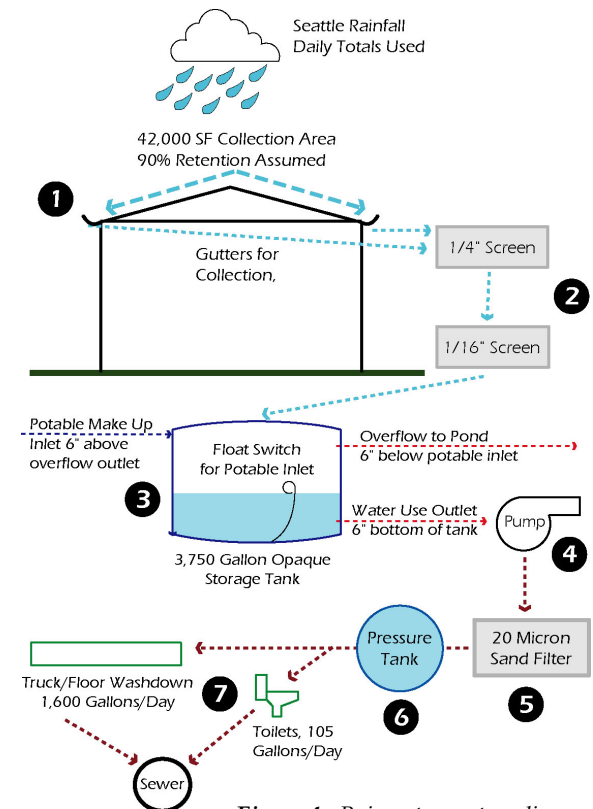 Seattle Rainfall
Daily Totals Used
42,000 SF Collection Area
90% Retention Assumed
1
Gutters for
Collection,
1/4" Screen
2
1/16" Screen
Potable Make Up
Inlet 6" above
overflow outlet
Float Switch
for Potable Inlet
Overflow to Pond
6" below potable inlet
3
Water Use Outlet
6" bottom of tank
Pump
4
3,750 Gallon Opaque
Storage Tank
Pressure
Tank
20 Micron
Sand Filter
Truck/Floor Washdown
1,600 Gallons/Day
7
6
5
Toilets, 105
Gallons/Day
Sewer